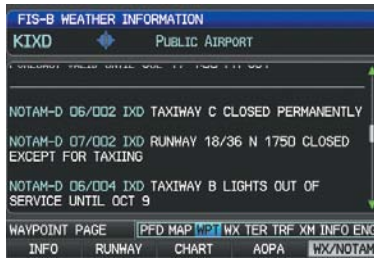 FIS-B WEATHER INFORMATION
KIXD PUBLIC AIRPORT
NOTAM-D 06/002 IXD TAXIWAY C CLOSED PERMANENTLY
NOTAM-D 07/002 IXD RUNWAY 18/36 N 1750 CLOSED
EXCEPT FOR TAXIING
NOTAM-D 06/004 IXD TAXIWAY B LIGHTS OUT OF
SERVICE UNTIL OCT 9
WAYPOINT PAGE PFD MAP WPT WX TER TRF XM INFO ENG
INFO RUNWAY CHART AOPA WX/NOTAM